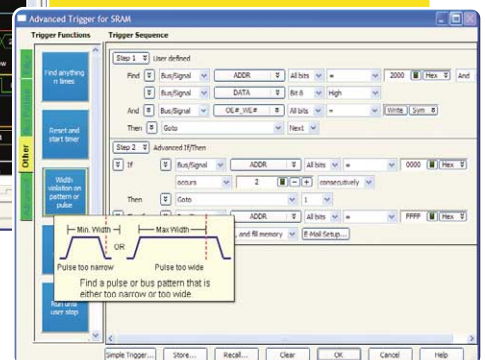 Advanced Trigger for SRAM
Trigger Functions
Trigger Sequence
Find anything
n times
Reset and
start timer
Width
violation on
pattern or
pulse
Run until
user stop
Other
Step 1 User defined
Find Bus/Signal ADDR All bits = 2000 Hex And
Bus/Signal DATA Bit 8 High
And Bus/Signal OE#_WE# All bits = Write Sym
Then Goto Next
Step 2 Advanced If/Then
If Bus/Signal ADDR All bits = 0000 Hex
occurs 2 consecutively
Then Goto 1
ADDR All bits = FFFF Hex
and fill memory E-Mail Setup...
Min. Width
Max Width
OR
Pulse too narrow
Pulse too wide
Find a pulse or bus pattern that is
either too narrow or too wide
Simple Trigger... Store... Recall... Clear OK Cancel Help